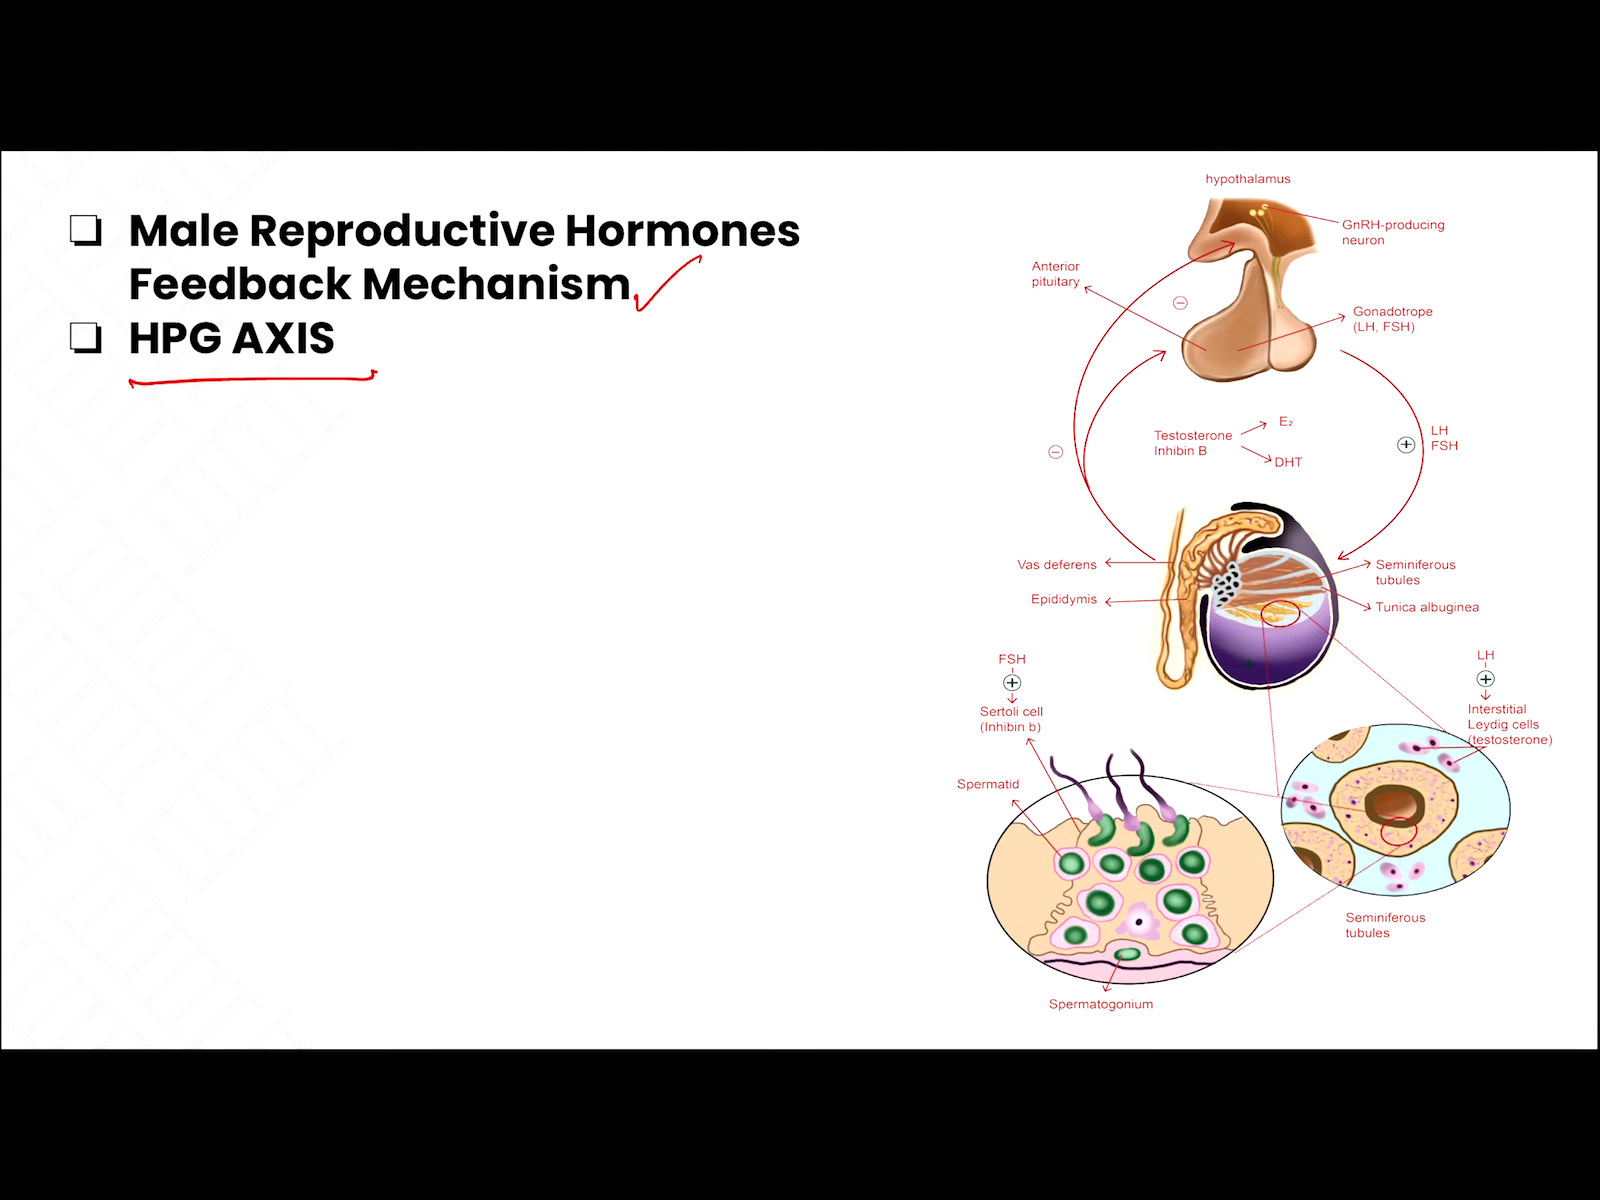 Male Reproductive Hormones
Feedback Mechanism
HPG AXIS
hypothalamus
GnRH-producing
neuron
Anterior
pituitary
Gonadotrope
(LH, FSH)
Testosterone
Inhibin B
E₂
DHT
LH
FSH
Vas deferens
Epididymis
Seminiferous
tubules
Tunica albuginea
FSH
Sertoli cell
(Inhibin b)
LH
Interstitial
Leydig cells
(testosterone)
Spermatid
Seminiferous
tubules
Spermatogonium